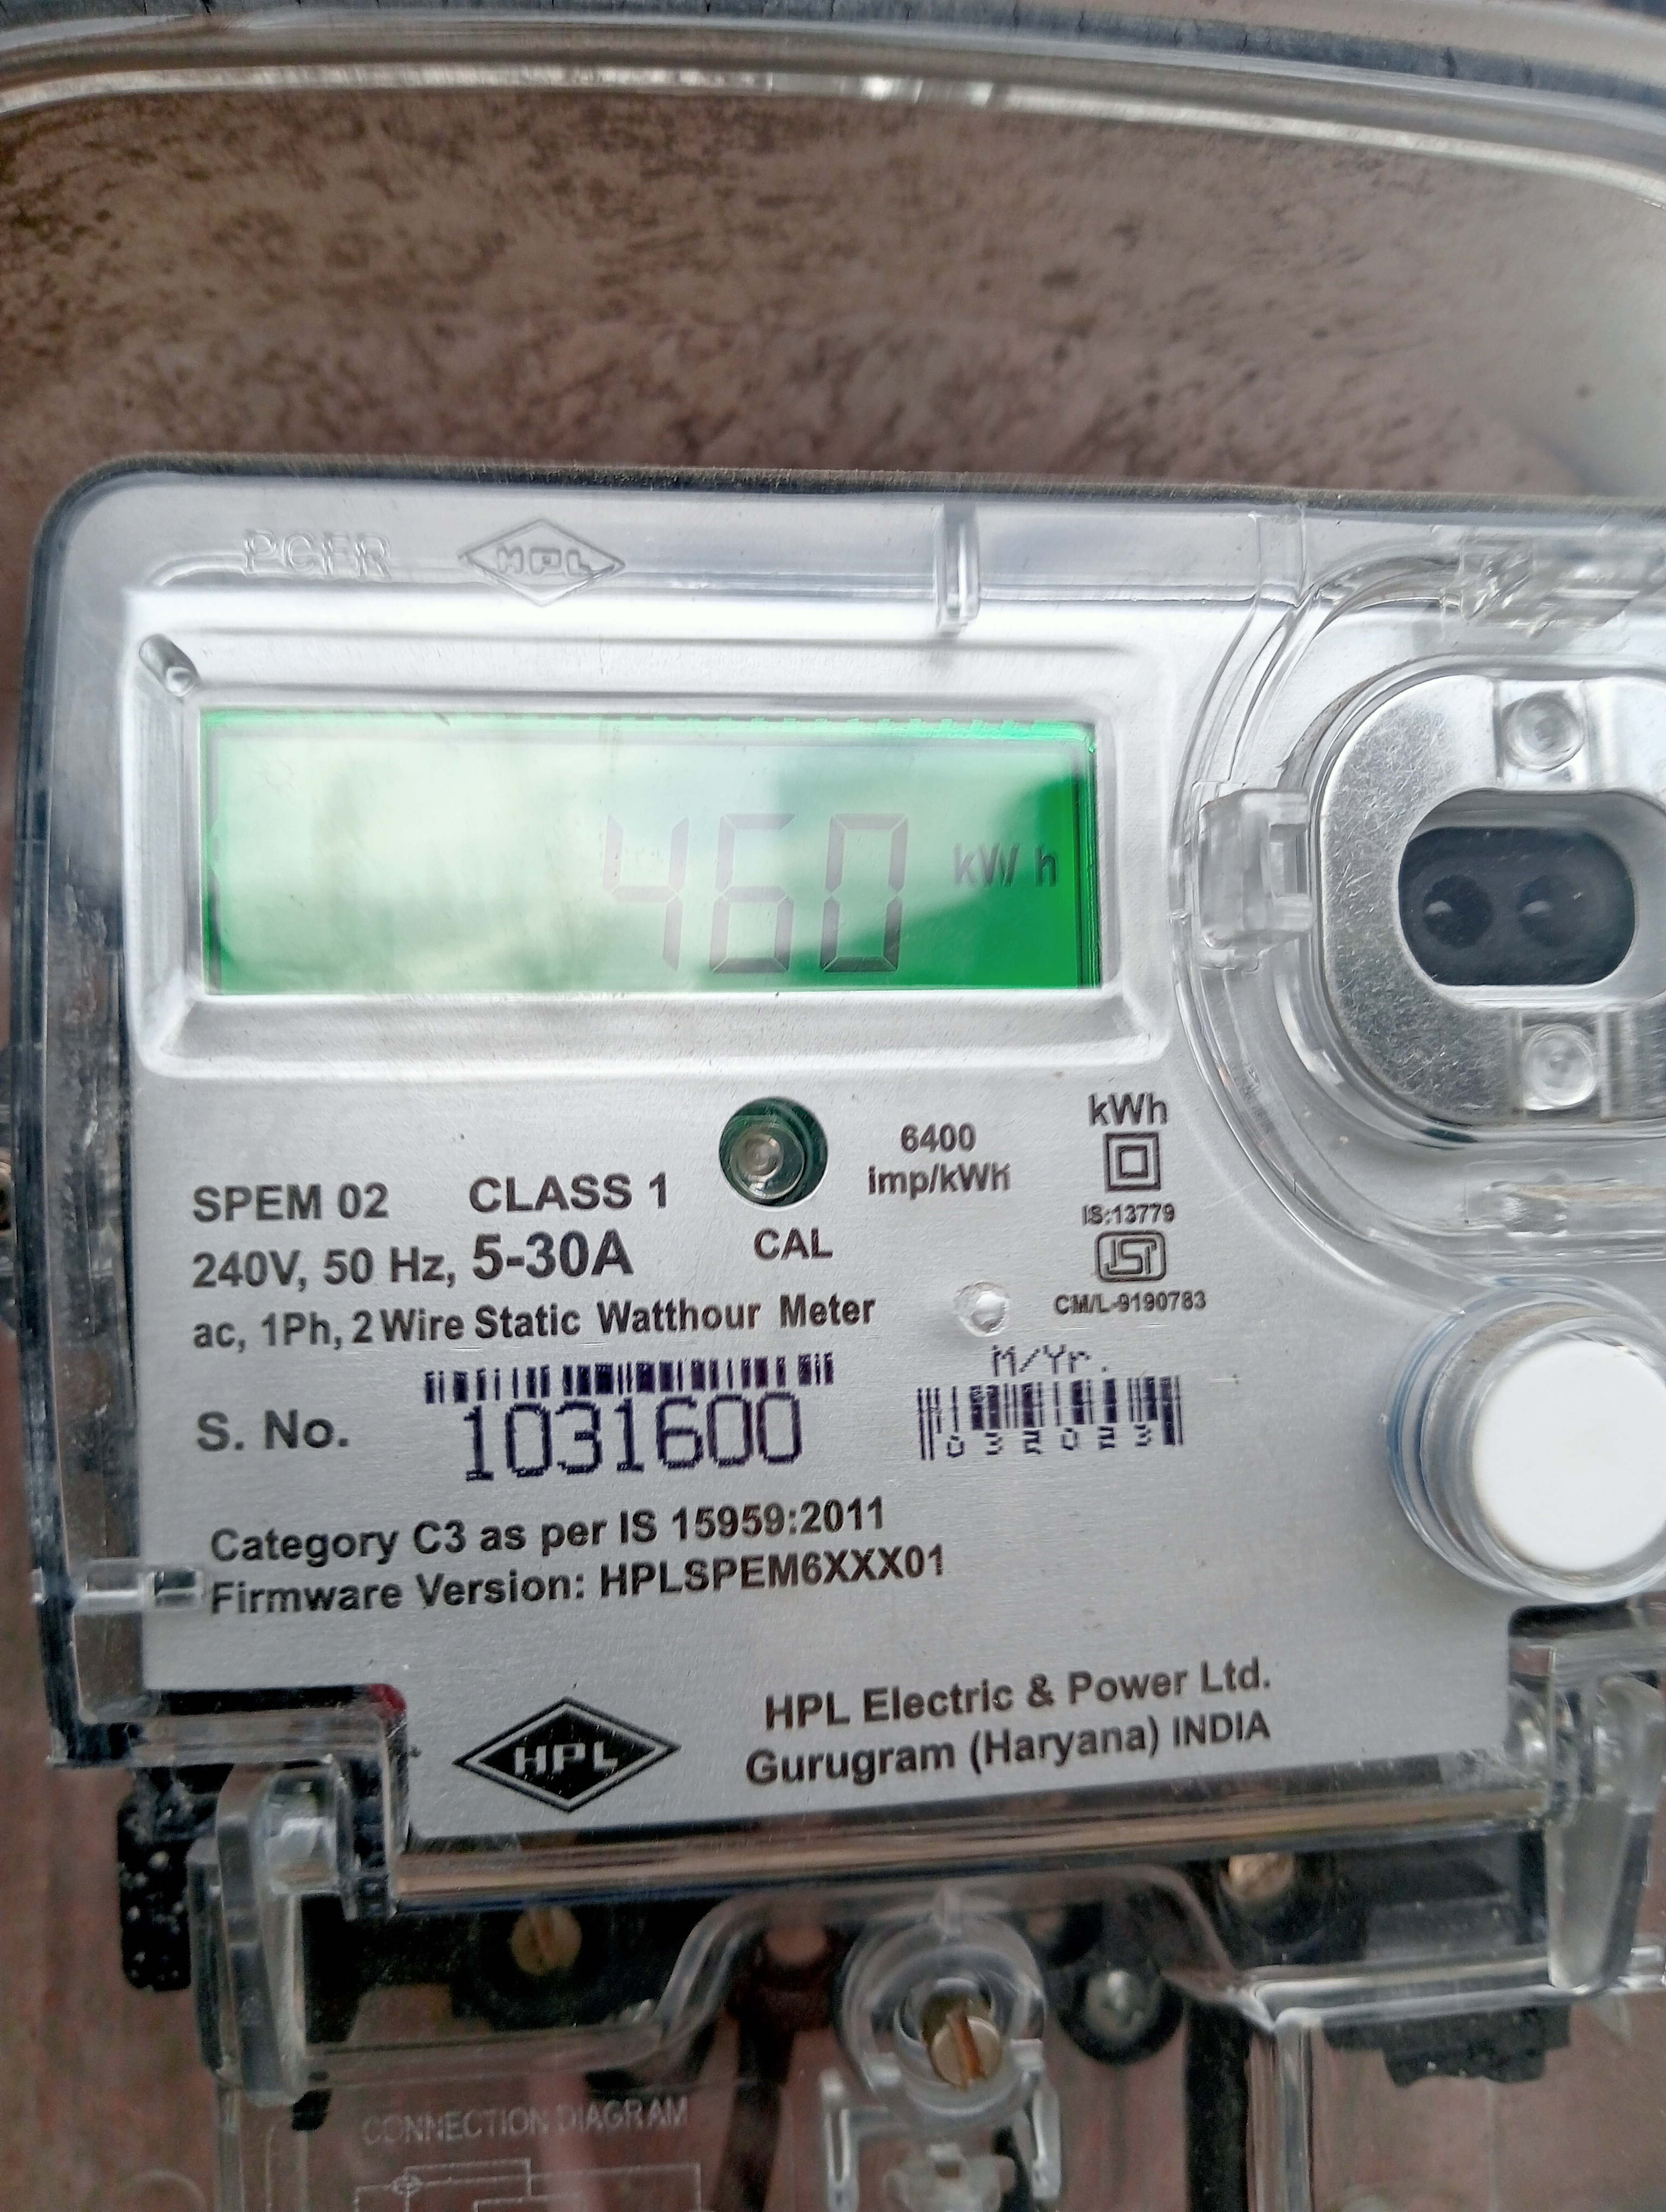 PCFR HPL
460 kWh
6400
imp/kWh
kWh
IS:13779
ISI
CM/L-9190783
SPEM 02 CLASS 1
CAL
240V, 50 Hz, 5-30A
ac, 1Ph, 2 Wire Static Watthour Meter
M/Yr.
S. No. 1031600
Category C3 as per IS 15959:2011
Firmware Version: HPLSPEM6XXX01
HPL
HPL Electric & Power Ltd.
Gurugram (Haryana) INDIA
CONNECTION DIAGRAM